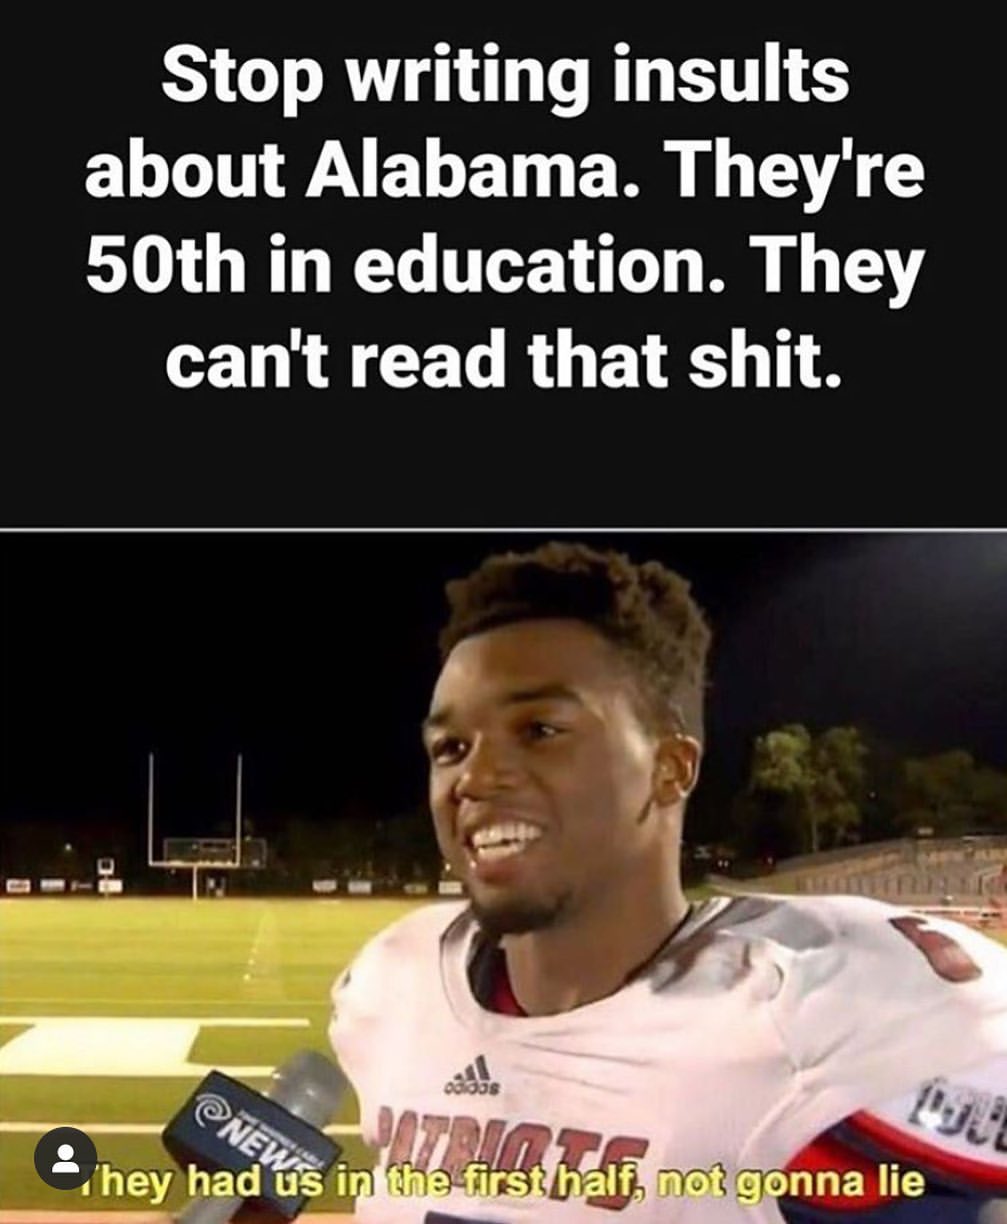 Stop writing insults
about Alabama. They're
50th in education. They
can't read that shit.
adidas
NEWS
PATRIOTS
They had us in the first half, not gonna lie